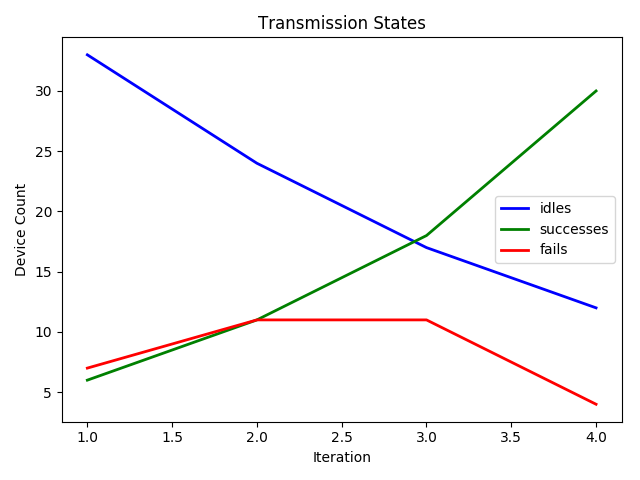 Transmission States
Device Count
30
25
20
15
10
5
idles
successes
fails
1.0 1.5 2.0 2.5 3.0 3.5 4.0
Iteration